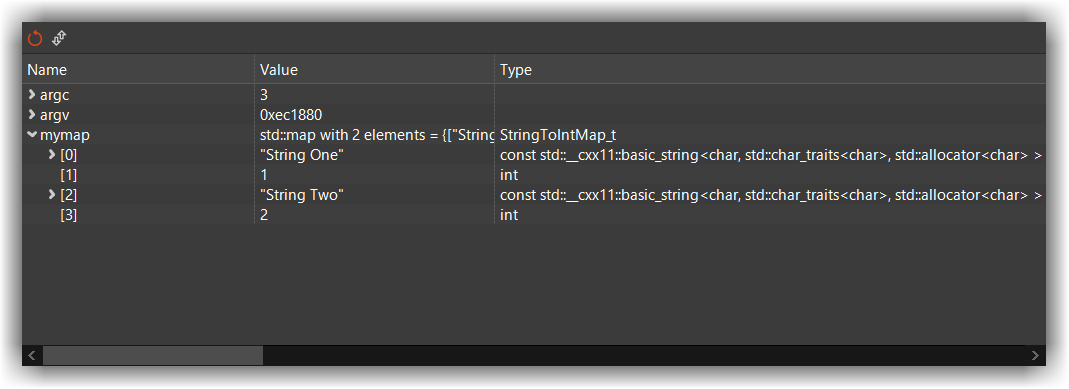 Name Value Type
argc 3
argv 0xec1880
mymap std::map with 2 elements = {["String StringToIntMap_t
[0] "String One" const std::__cxx11::basic_string<char, std::char_traits<char>, std::allocator<char> >
[1] 1 int
[2] "String Two" const std::__cxx11::basic_string<char, std::char_traits<char>, std::allocator<char> >
[3] 2 int